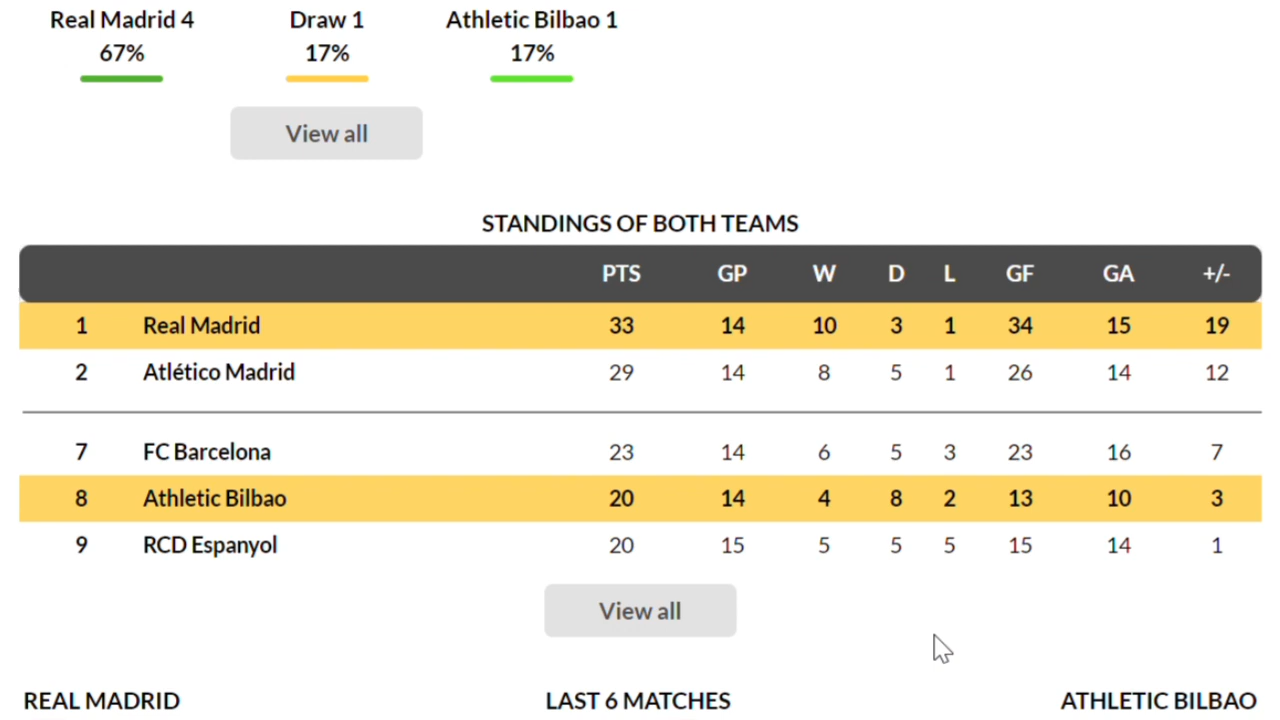 Real Madrid 4 Draw 1 Athletic Bilbao 1
67% 17% 17%
View all
STANDINGS OF BOTH TEAMS
PTS GP W D L GF GA +/-
1 Real Madrid 33 14 10 3 1 34 15 19
2 Atlético Madrid 29 14 8 5 1 26 14 12
7 FC Barcelona 23 14 6 5 3 23 16 7
8 Athletic Bilbao 20 14 4 8 2 13 10 3
9 RCD Espanyol 20 15 5 5 5 15 14 1
View all
REAL MADRID LAST 6 MATCHES ATHLETIC BILBAO